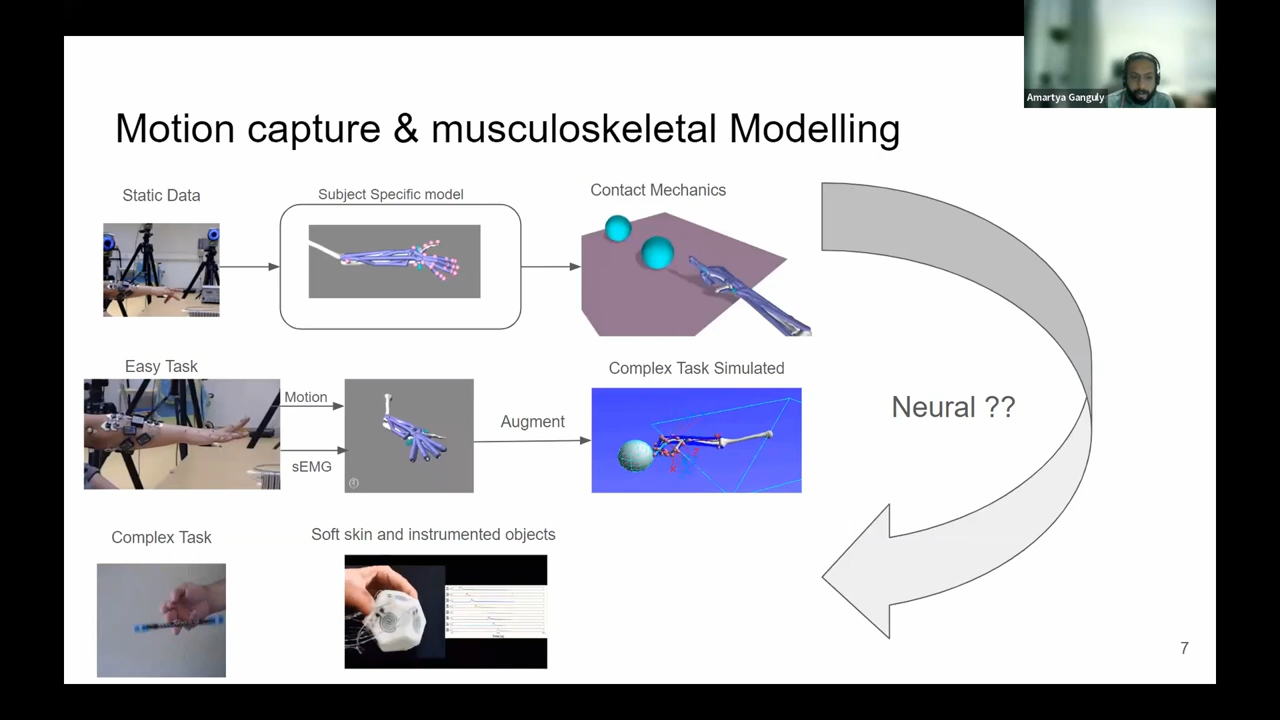 Amartya Ganguly
Motion capture & musculoskeletal Modelling
Static Data
Subject Specific model
Contact Mechanics
Easy Task
Motion
sEMG
Augment
Complex Task Simulated
Neural ??
Complex Task
Soft skin and instrumented objects
7